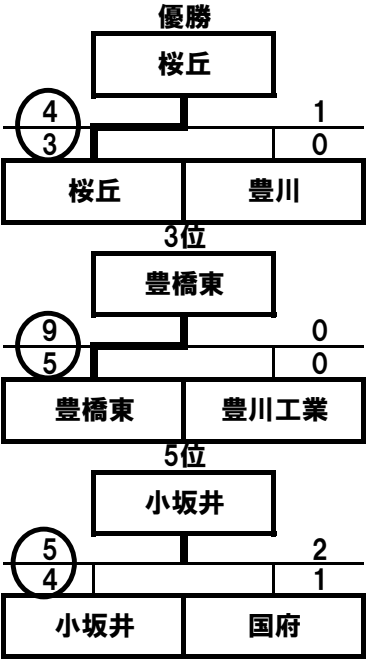 優勝
桜丘
4 1
3 0
桜丘 豊川
3位
豊橋東
9 0
5 0
豊橋東 豊川工業
5位
小坂井
5 2
4 1
小坂井 国府